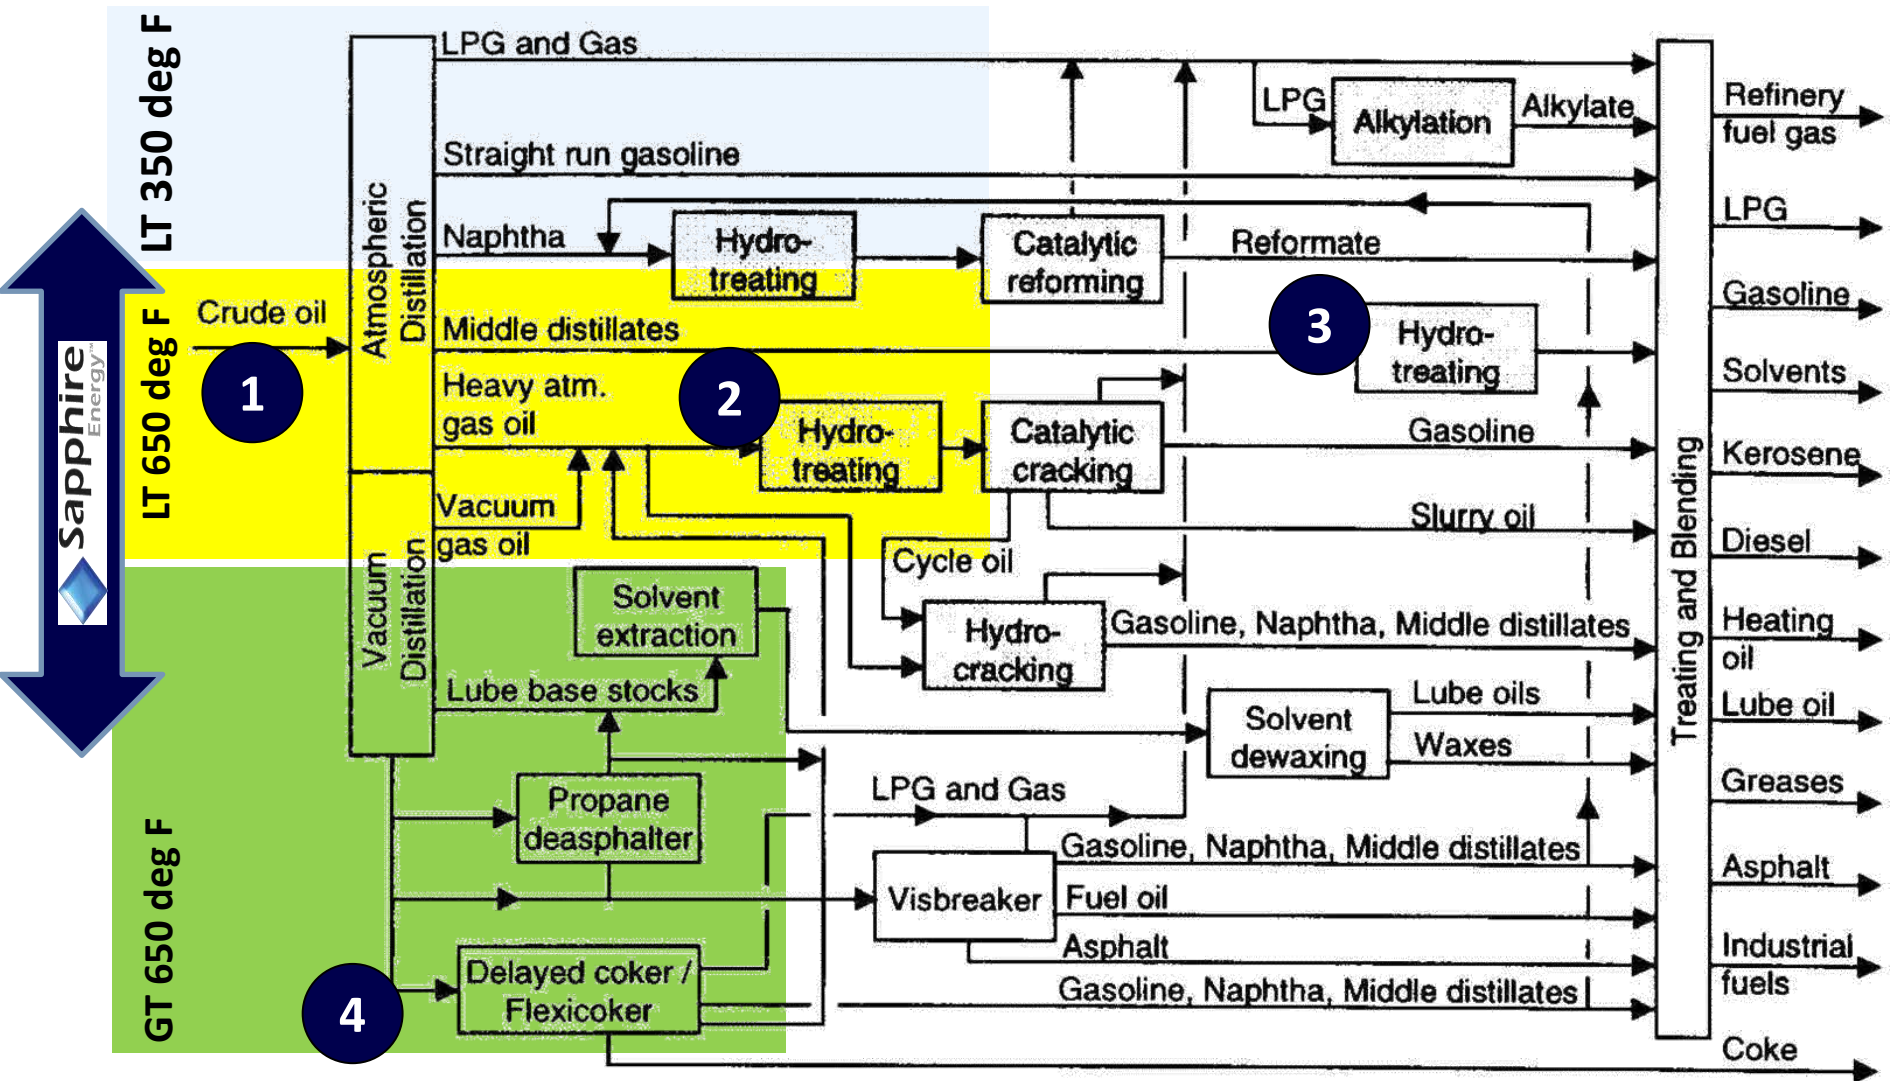 LT 350 deg F
LT 650 deg F
GT 650 deg F
Sapphire
Energy™
Crude oil
1
Atmospheric
Distillation
Vacuum
Distillation
LPG and Gas
Straight run gasoline
Naphtha
Hydro-
treating
Catalytic
reforming
Reformate
LPG
Alkylation
Alkylate
Middle distillates
3
Hydro-
treating
Heavy atm.
gas oil
2
Hydro-
treating
Catalytic
cracking
Gasoline
Slurry oil
Vacuum
gas oil
Cycle oil
Hydro-
cracking
Gasoline, Naphtha, Middle distillates
Solvent
extraction
Lube base stocks
Solvent
dewaxing
Lube oils
Waxes
Propane
deasphalter
LPG and Gas
Visbreaker
Gasoline, Naphtha, Middle distillates
Fuel oil
Asphalt
4
Delayed coker /
Flexicoker
Gasoline, Naphtha, Middle distillates
Treating and Blending
Refinery
fuel gas
LPG
Gasoline
Solvents
Kerosene
Diesel
Heating
oil
Lube oil
Greases
Asphalt
Industrial
fuels
Coke